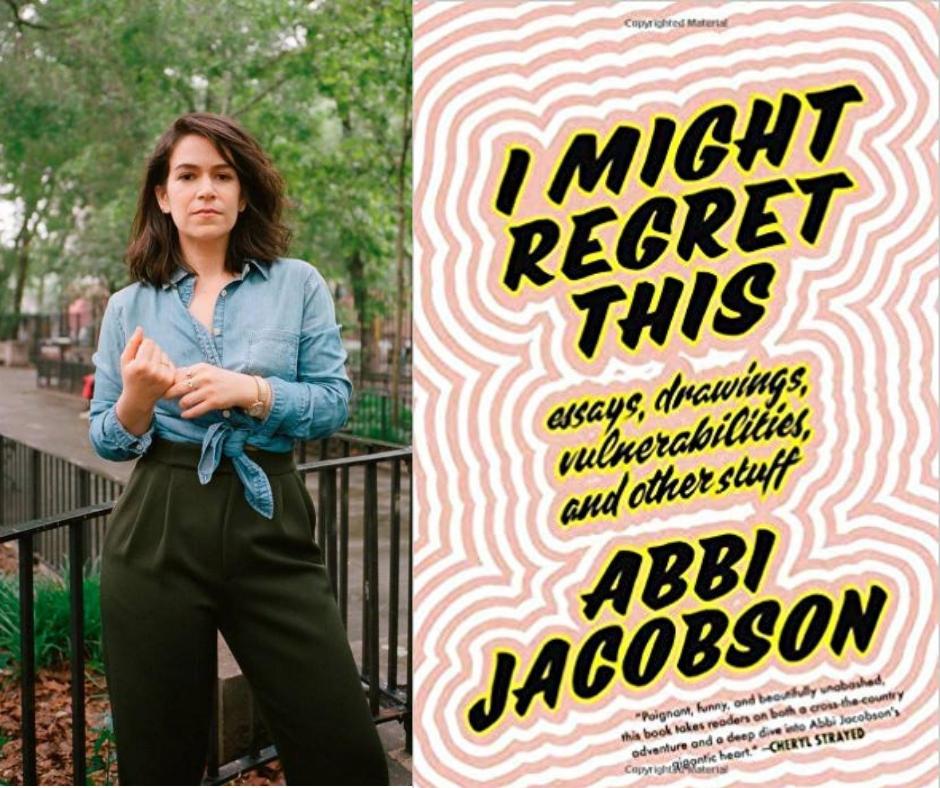 Copyrighted Material
I MIGHT
REGRET
THIS
essays, drawings,
vulnerabilities,
and other stuff
ABBI
JACOBSON
"Poignant, funny, and beautifully unabashed,
this book takes readers on both a cross-the-country
adventure and a deep dive into Abbi Jacobson's
gigantic heart." —CHERYL STRAYED
Copyrighted Material